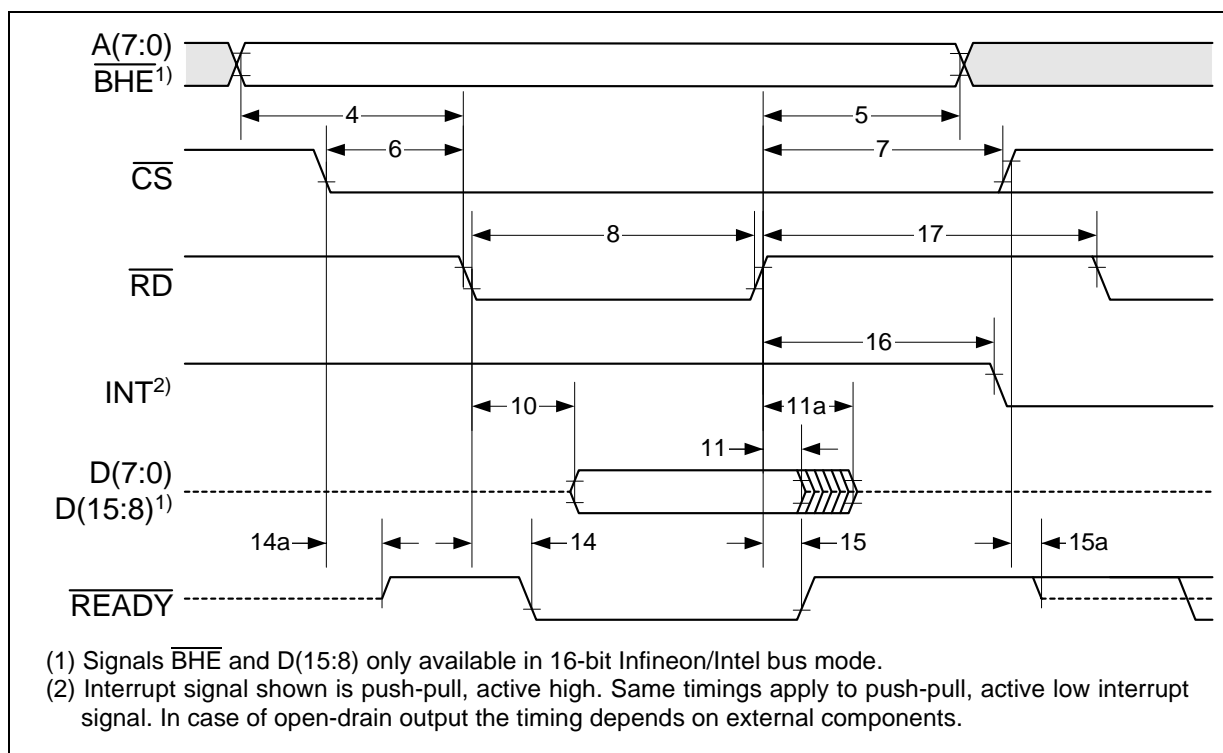 A(7:0)
BHE1)
4
5
6
7
CS
8
17
RD
16
INT2)
10
11a
11
D(7:0)
D(15:8)1)
14a
14
15
15a
READY
(1) Signals BHE and D(15:8) only available in 16-bit Infineon/Intel bus mode.
(2) Interrupt signal shown is push-pull, active high. Same timings apply to push-pull, active low interrupt
signal. In case of open-drain output the timing depends on external components.